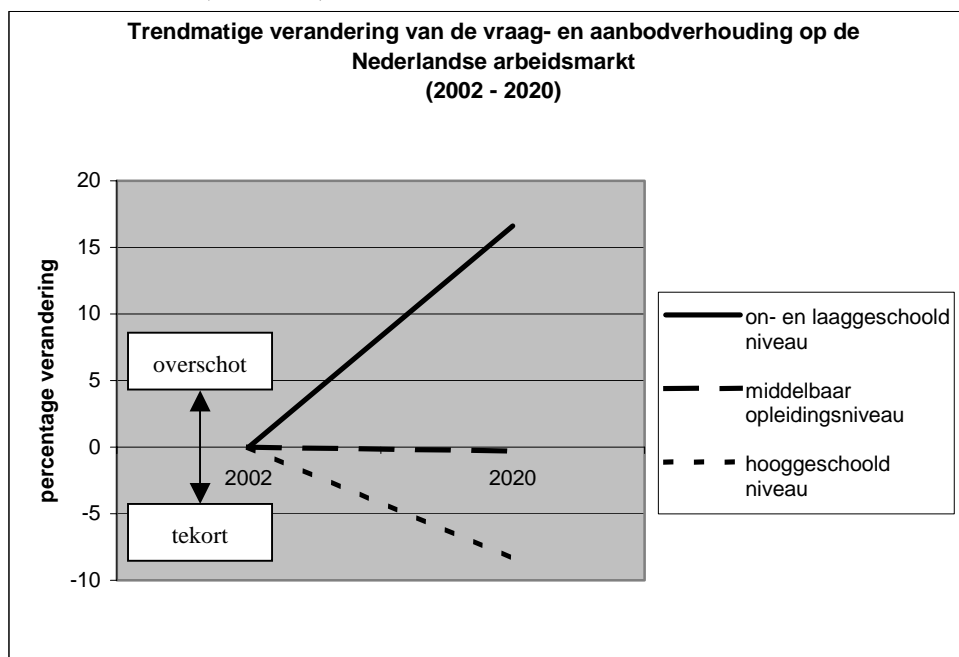 Trendmatige verandering van de vraag- en aanbodverhouding op de
Nederlandse arbeidsmarkt
(2002 - 2020)
percentage verandering
20
15
10
5
0
-5
-10
overschot
tekort
2002
2020
on- en laaggeschoold
niveau
middelbaar
opleidingsniveau
hooggeschoold
niveau